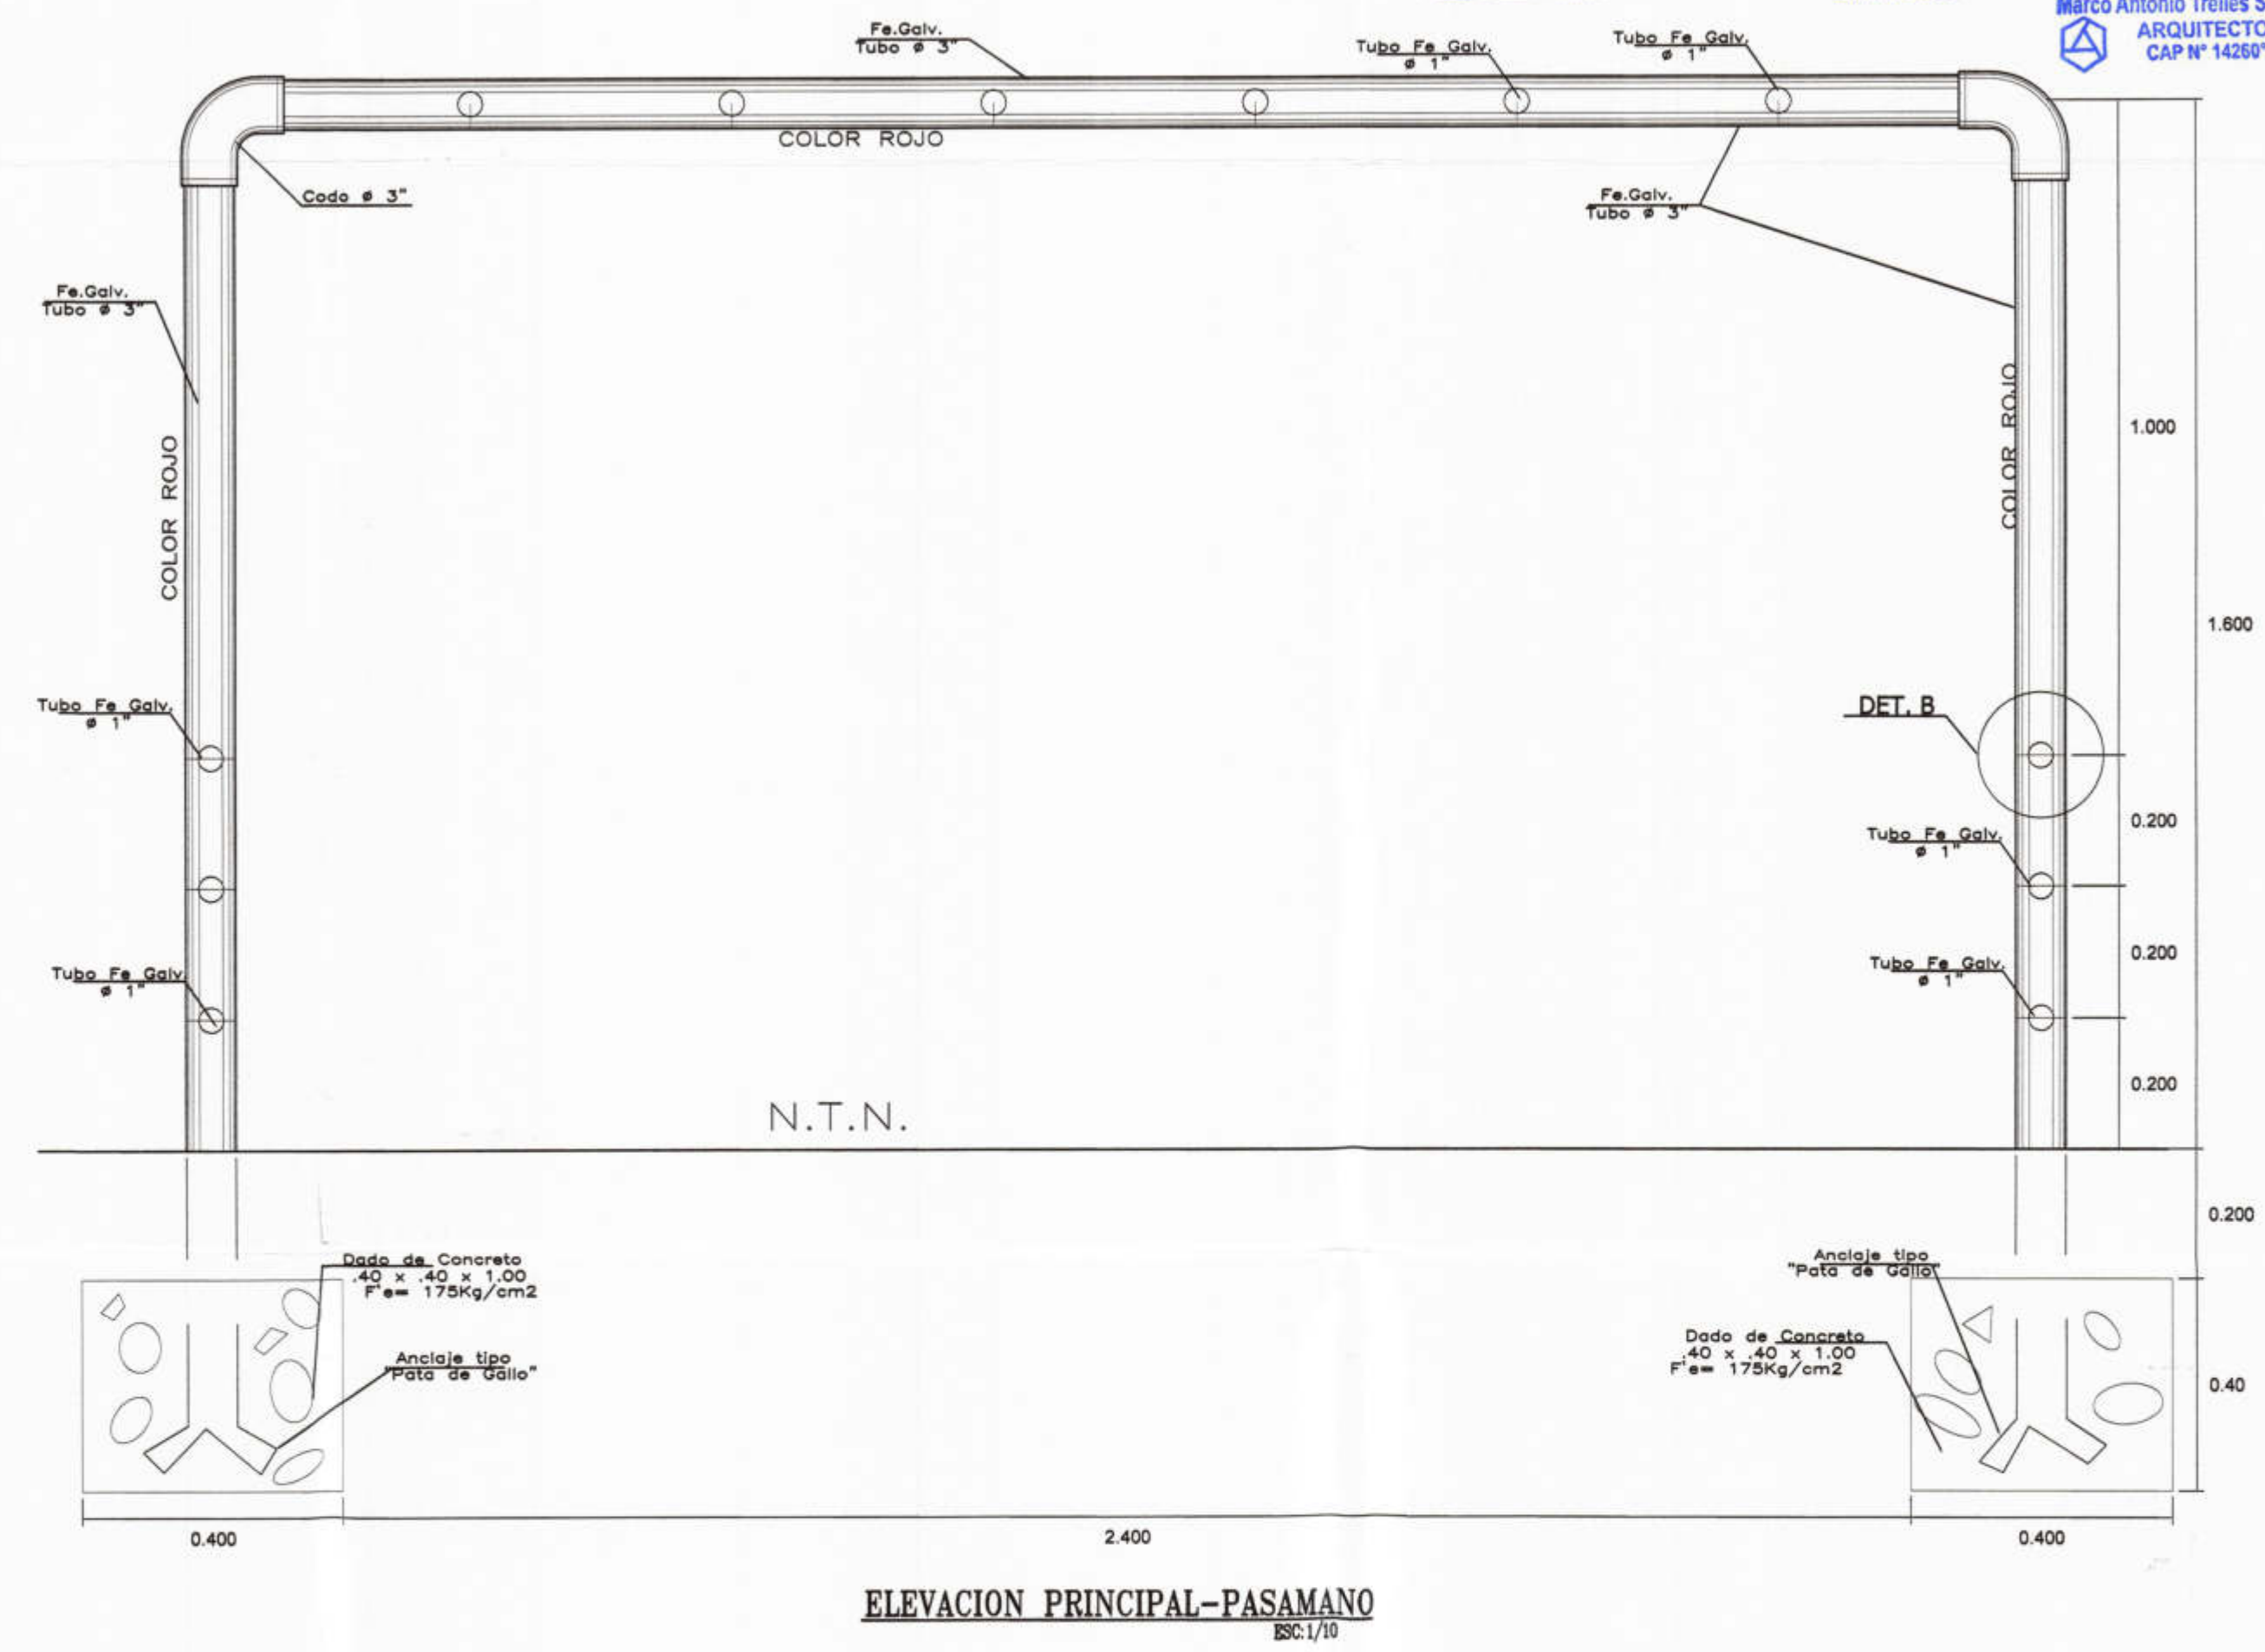 Marco Antonio Trelles S
ARQUITECTO
CAP N° 14260
Fe.Galv.
Tubo ø 3"
Tubo Fe Galv.
ø 1"
Tubo Fe Galv.
ø 1"
COLOR ROJO
Codo ø 3"
Fe.Galv.
Tubo ø 3"
Fe.Galv.
Tubo ø 3"
COLOR ROJO
COLOR ROJO
1.000
1.600
Tubo Fe Galv.
ø 1"
DET. B
0.200
Tubo Fe Galv.
ø 1"
0.200
Tubo Fe Galv.
ø 1"
Tubo Fe Galv.
ø 1"
0.200
N.T.N.
0.200
Dado de Concreto
.40 x .40 x 1.00
F'e= 175Kg/cm2
Anclaje tipo
"Pata de Gallo"
Anclaje tipo
"Pata de Gallo"
Dado de Concreto
.40 x .40 x 1.00
F'e= 175Kg/cm2
0.40
0.400
2.400
0.400
ELEVACION PRINCIPAL-PASAMANO
ESC:1/10